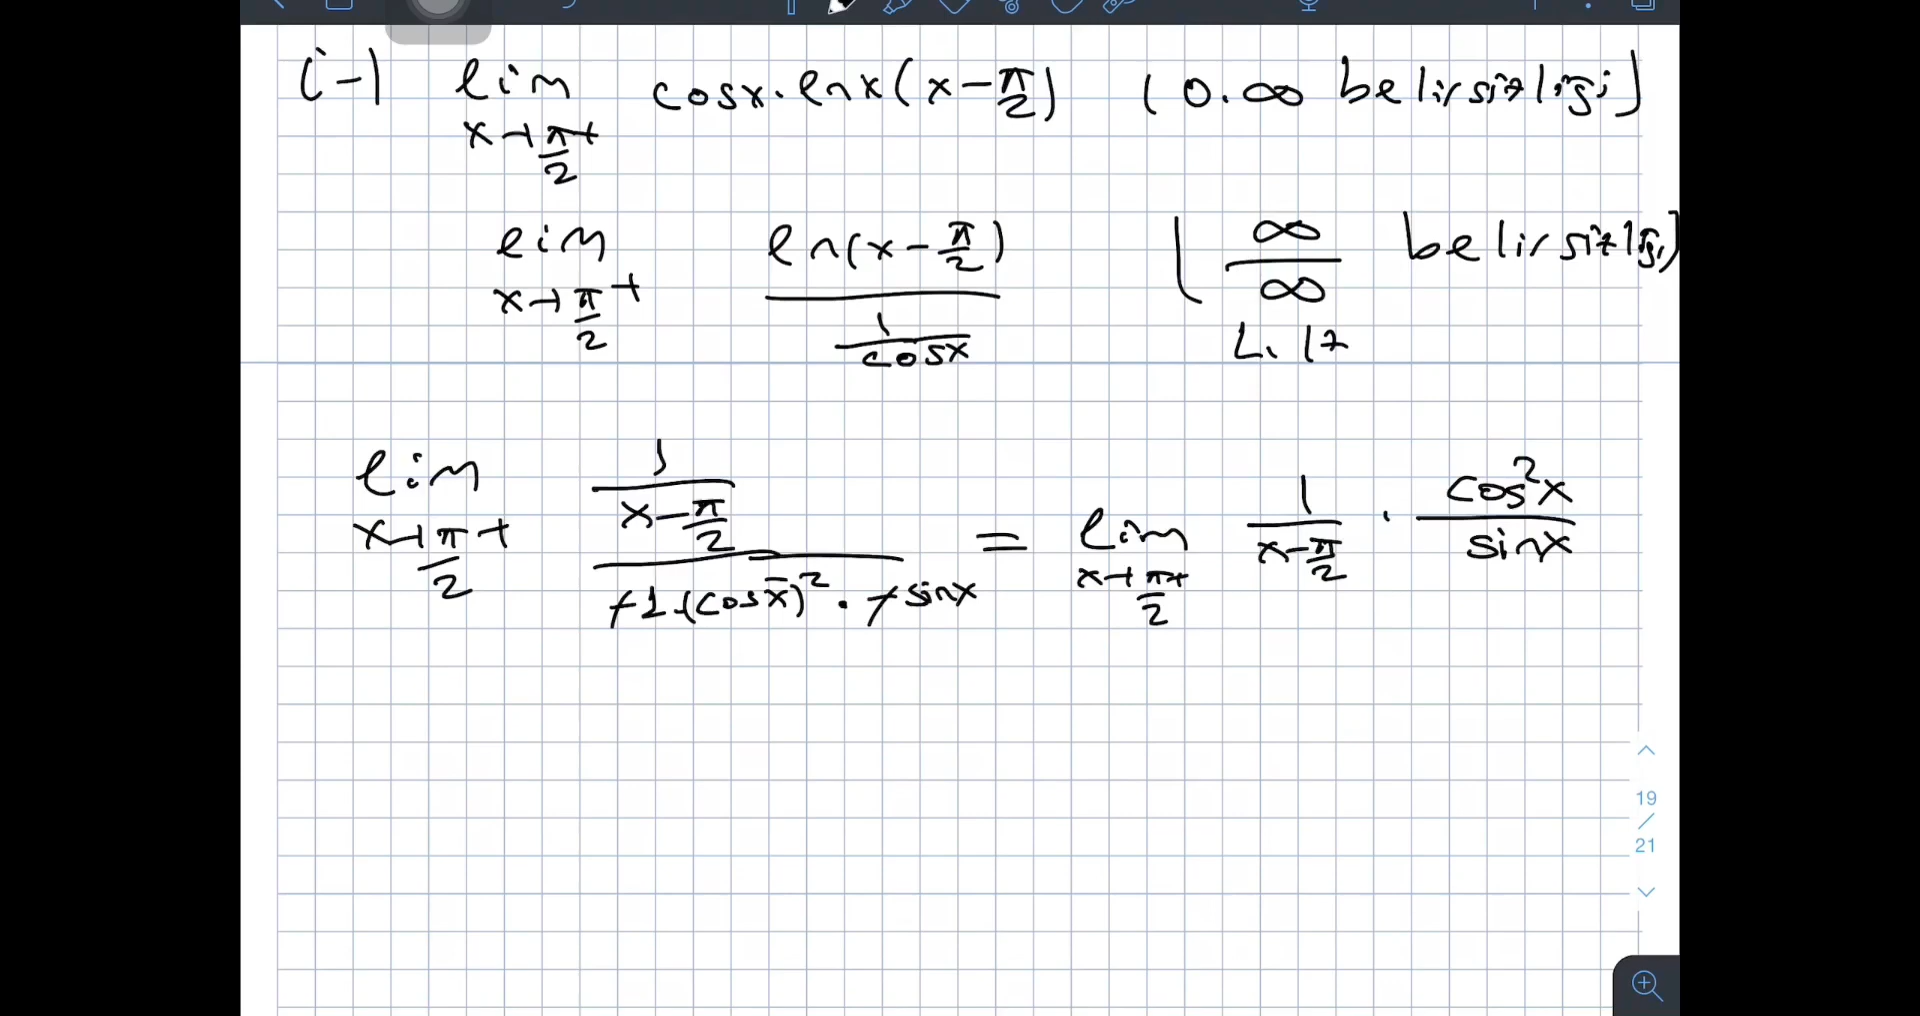 i-) lim x→π/2+ cosx.lnx(x-π/2) (0.∞ belirsizliği)
lim x→π/2+ ln(x-π/2) / (1/cosx) (∞/∞ belirsizliği)
L.'
lim x→π/2+ (1/(x-π/2)) / (-1.(cosx)^-2 . -sinx) = lim x→π/2+ 1/(x-π/2) . cos²x/sinx
19
/
21